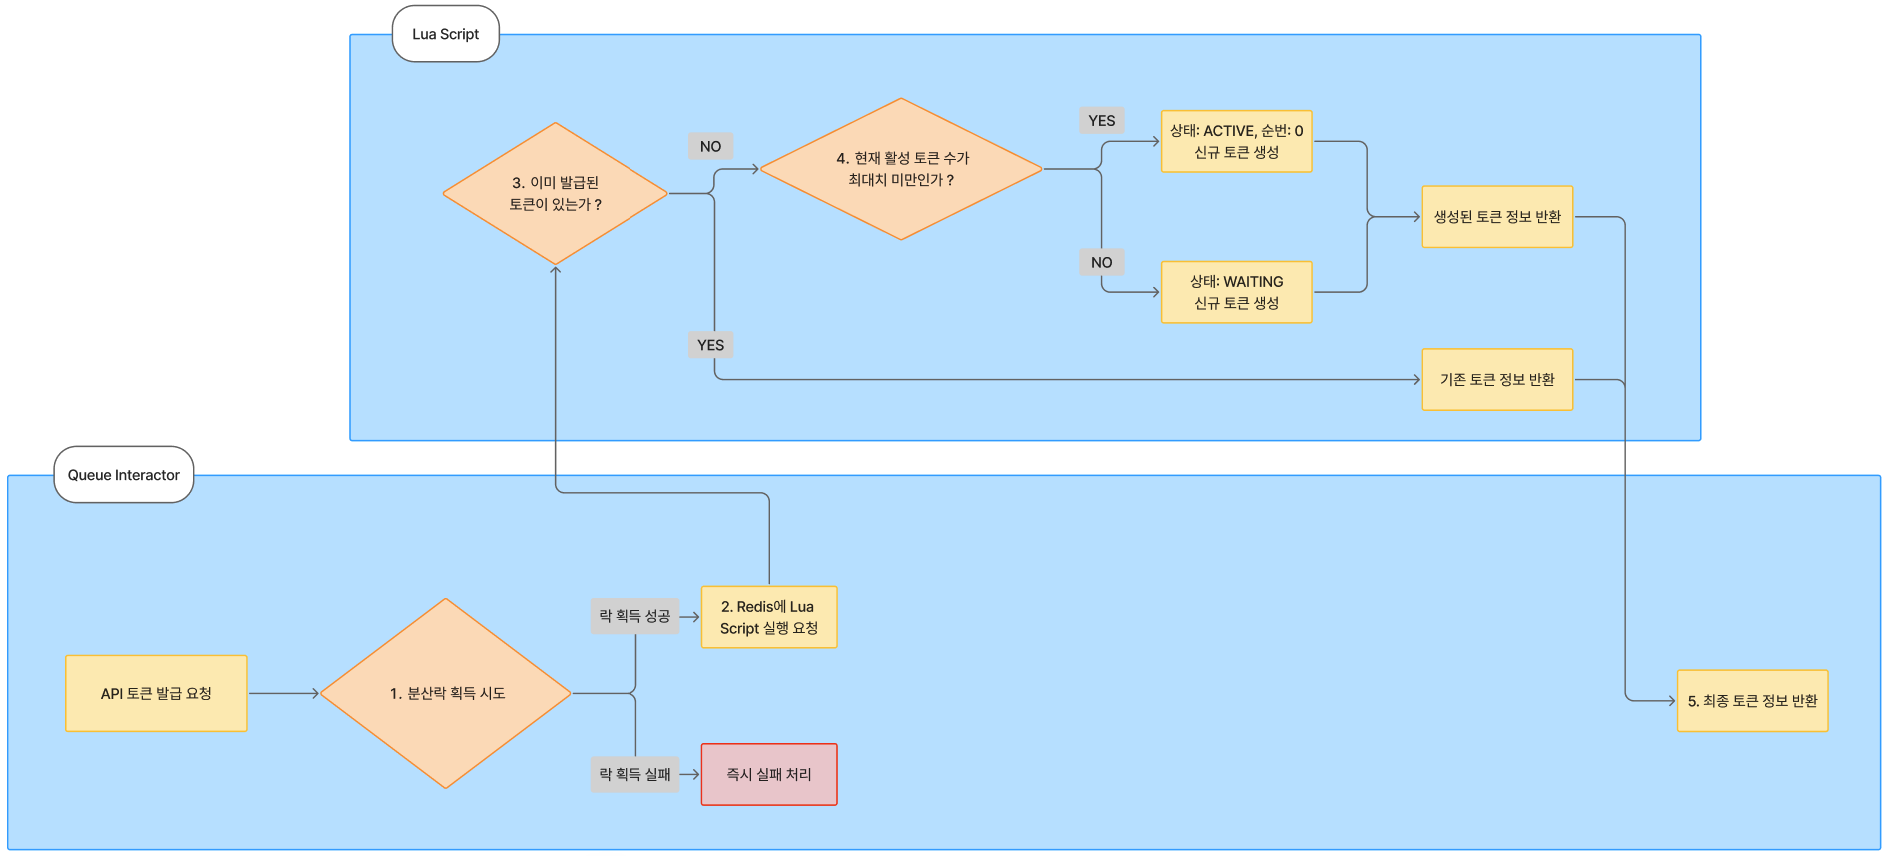 Lua Script
3. 이미 발급된
토큰이 있는가 ?
NO
YES
4. 현재 활성 토큰 수가
최대치 미만인가 ?
YES
NO
상태: ACTIVE, 순번: 0
신규 토큰 생성
상태: WAITING
신규 토큰 생성
생성된 토큰 정보 반환
기존 토큰 정보 반환
Queue Interactor
API 토큰 발급 요청
1. 분산락 획득 시도
락 획득 성공
락 획득 실패
2. Redis에 Lua
Script 실행 요청
즉시 실패 처리
5. 최종 토큰 정보 반환